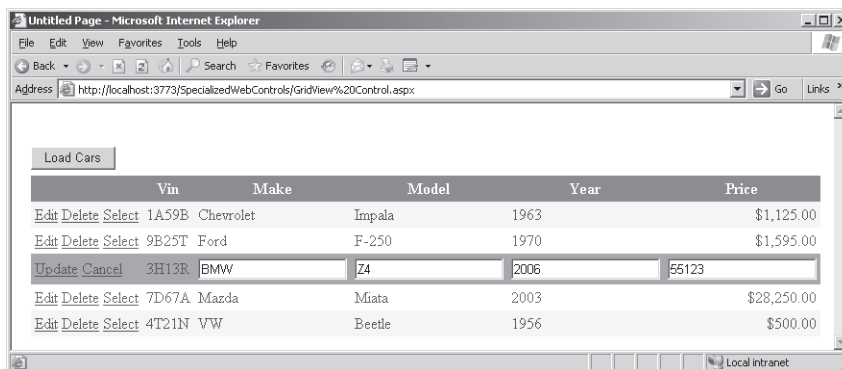 Untitled Page - Microsoft Internet Explorer
File Edit View Favorites Tools Help
Back Search Favorites
Address http://localhost:3773/SpecializedWebControls/GridView%20Control.aspx Go Links »
Load Cars
Vin Make Model Year Price
Edit Delete Select 1A59B Chevrolet Impala 1963 $1,125.00
Edit Delete Select 9B25T Ford F-250 1970 $1,595.00
Update Cancel 3H13R BMW Z4 2006 55123
Edit Delete Select 7D67A Mazda Miata 2003 $28,250.00
Edit Delete Select 4T21N VW Beetle 1956 $500.00
Local intranet